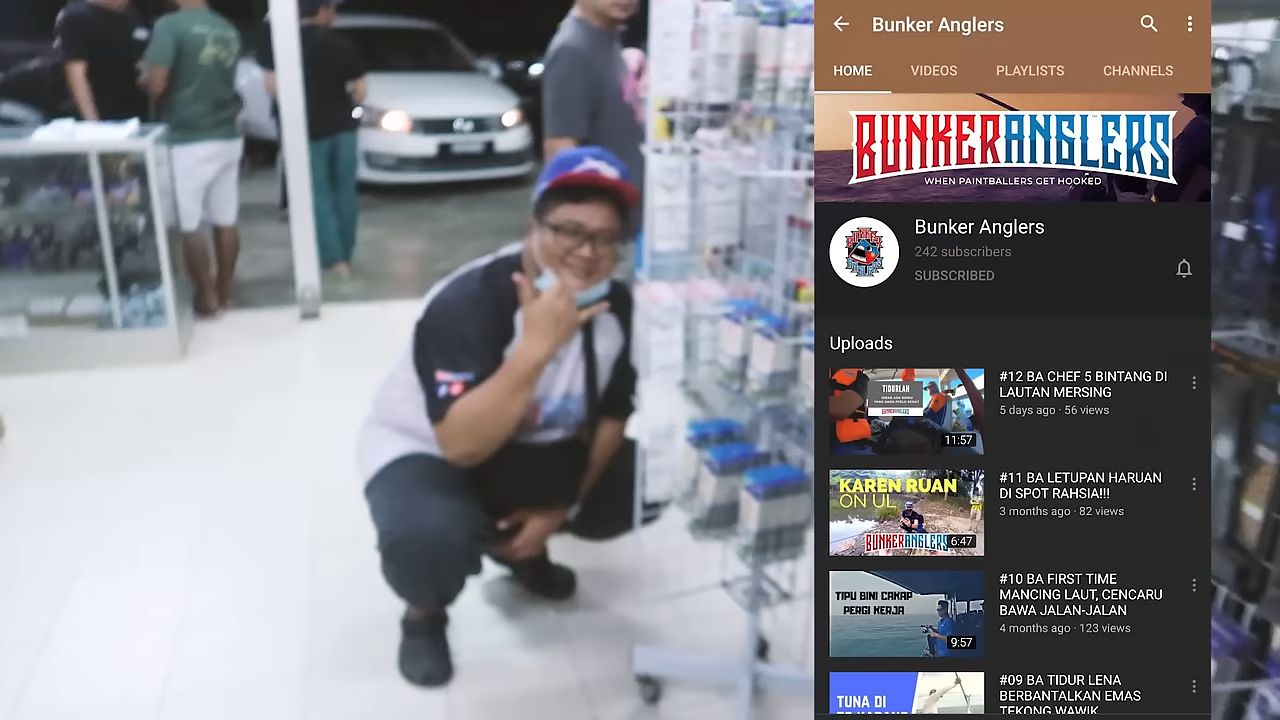 Bunker Anglers
HOME VIDEOS PLAYLISTS CHANNELS
BUNKERANGLERS
WHEN PAINTBALLERS GET HOOKED
Bunker Anglers
242 subscribers
SUBSCRIBED
Uploads
TIDURLAH
11:57
#12 BA CHEF 5 BINTANG DI
LAUTAN MERSING
5 days ago · 56 views
KAREN RUAN
ON UL
BUNKERANGLERS
6:47
#11 BA LETUPAN HARUAN
DI SPOT RAHSIA!!!
3 months ago · 82 views
TIPU BINI CAKAP
PERGI KERJA
9:57
#10 BA FIRST TIME
MANCING LAUT, CENCARU
BAWA JALAN-JALAN
4 months ago · 123 views
TUNA DI
#09 BA TIDUR LENA
BERBANTALKAN EMAS
TEKONG WAWIK